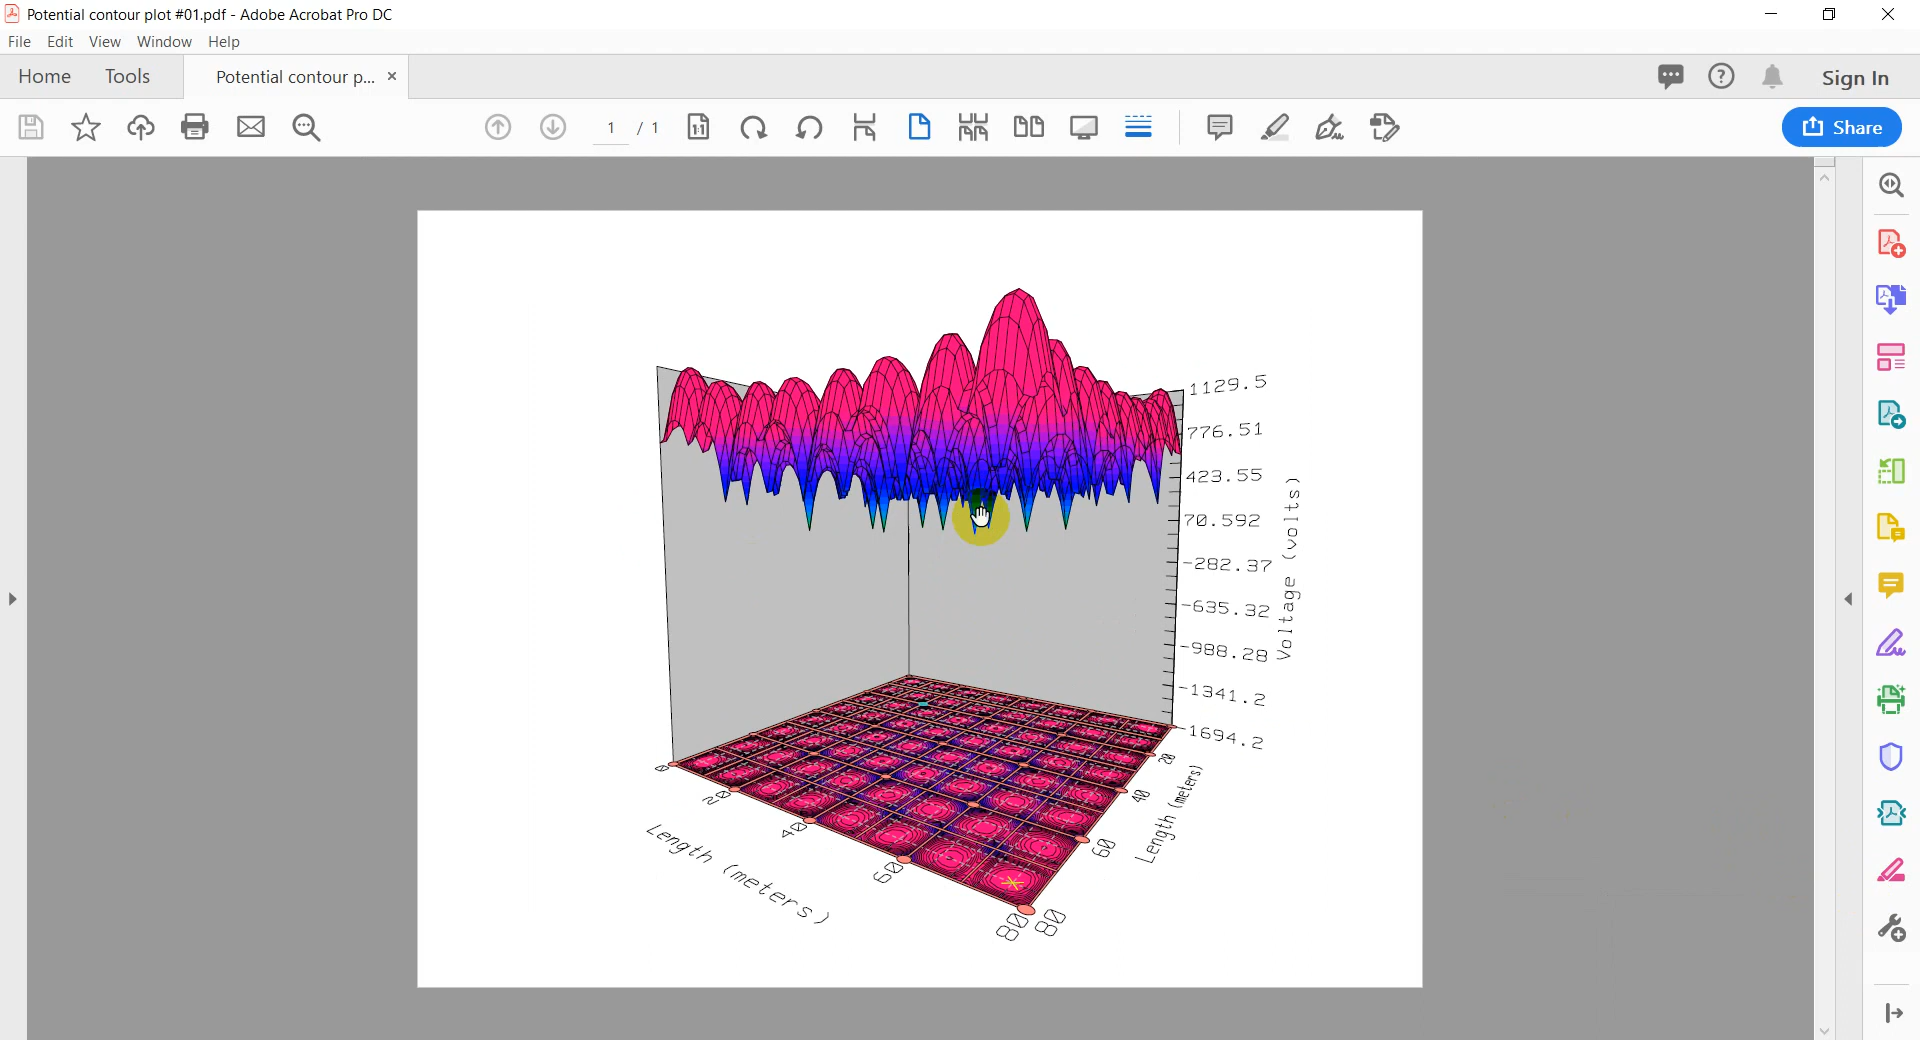 Potential contour plot #01.pdf - Adobe Acrobat Pro DC
File Edit View Window Help
Home Tools Potential contour p... × Sign In
1 / 1 Share
1129.5
776.51
423.55
70.592
-282.37
-635.32
-988.28
-1341.2
-1694.2
Voltage (volts)
0
20
40
60
80
Length (meters)
20
40
60
80
Length (meters)